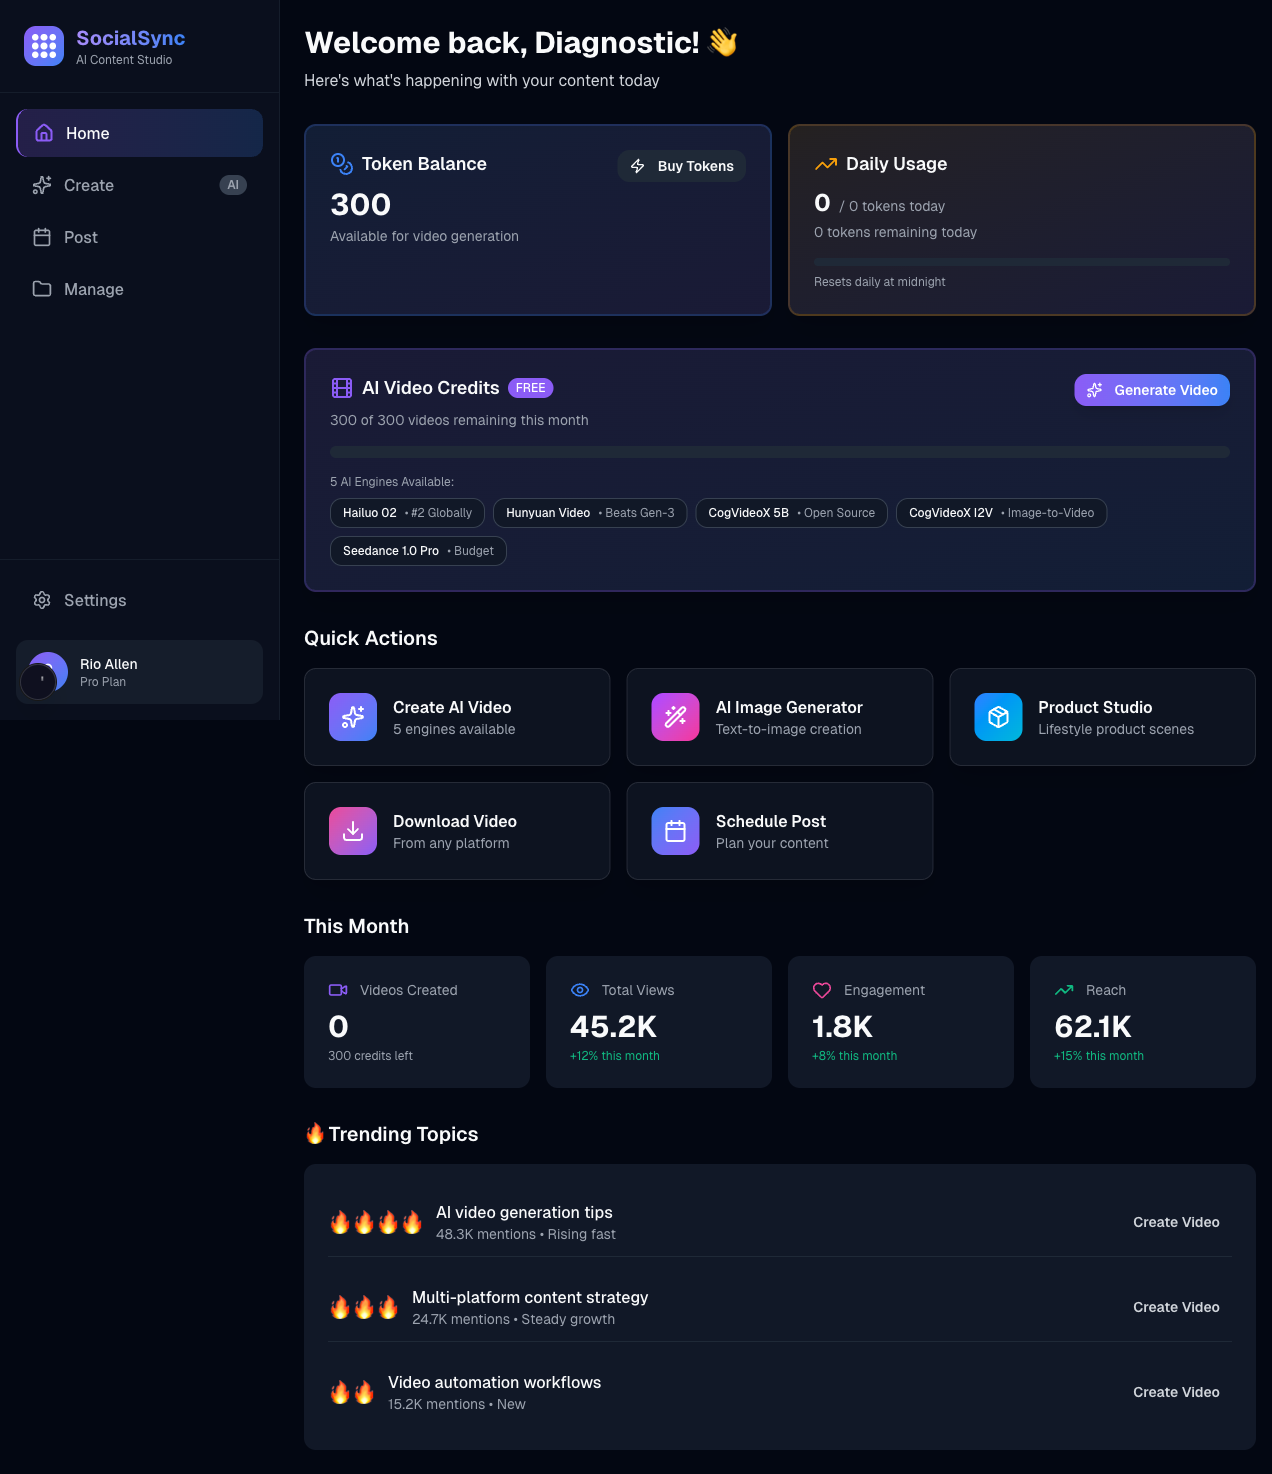 SocialSync
AI Content Studio
Home
Create
AI
Post
Manage
Settings
Rio Allen
Pro Plan
Welcome back, Diagnostic! 👋
Here's what's happening with your content today
Token Balance
Buy Tokens
300
Available for video generation
Daily Usage
0 / 0 tokens today
0 tokens remaining today
Resets daily at midnight
AI Video Credits FREE
Generate Video
300 of 300 videos remaining this month
5 AI Engines Available:
Hailuo 02 • #2 Globally
Hunyuan Video • Beats Gen-3
CogVideoX 5B • Open Source
CogVideoX I2V • Image-to-Video
Seedance 1.0 Pro • Budget
Quick Actions
Create AI Video
5 engines available
AI Image Generator
Text-to-image creation
Product Studio
Lifestyle product scenes
Download Video
From any platform
Schedule Post
Plan your content
This Month
Videos Created
0
300 credits left
Total Views
45.2K
+12% this month
Engagement
1.8K
+8% this month
Reach
62.1K
+15% this month
🔥 Trending Topics
🔥🔥🔥🔥 AI video generation tips
48.3K mentions • Rising fast
Create Video
🔥🔥🔥 Multi-platform content strategy
24.7K mentions • Steady growth
Create Video
🔥🔥 Video automation workflows
15.2K mentions • New
Create Video